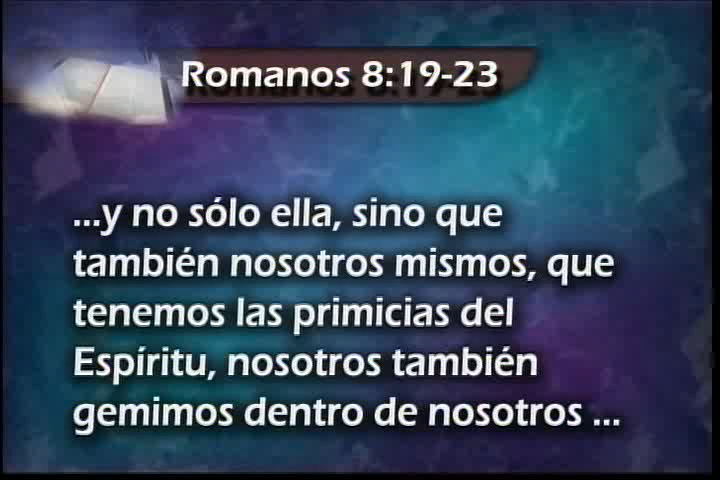 Romanos 8:19-23
...y no sólo ella, sino que
también nosotros mismos, que
tenemos las primicias del
Espíritu, nosotros también
gemimos dentro de nosotros ...